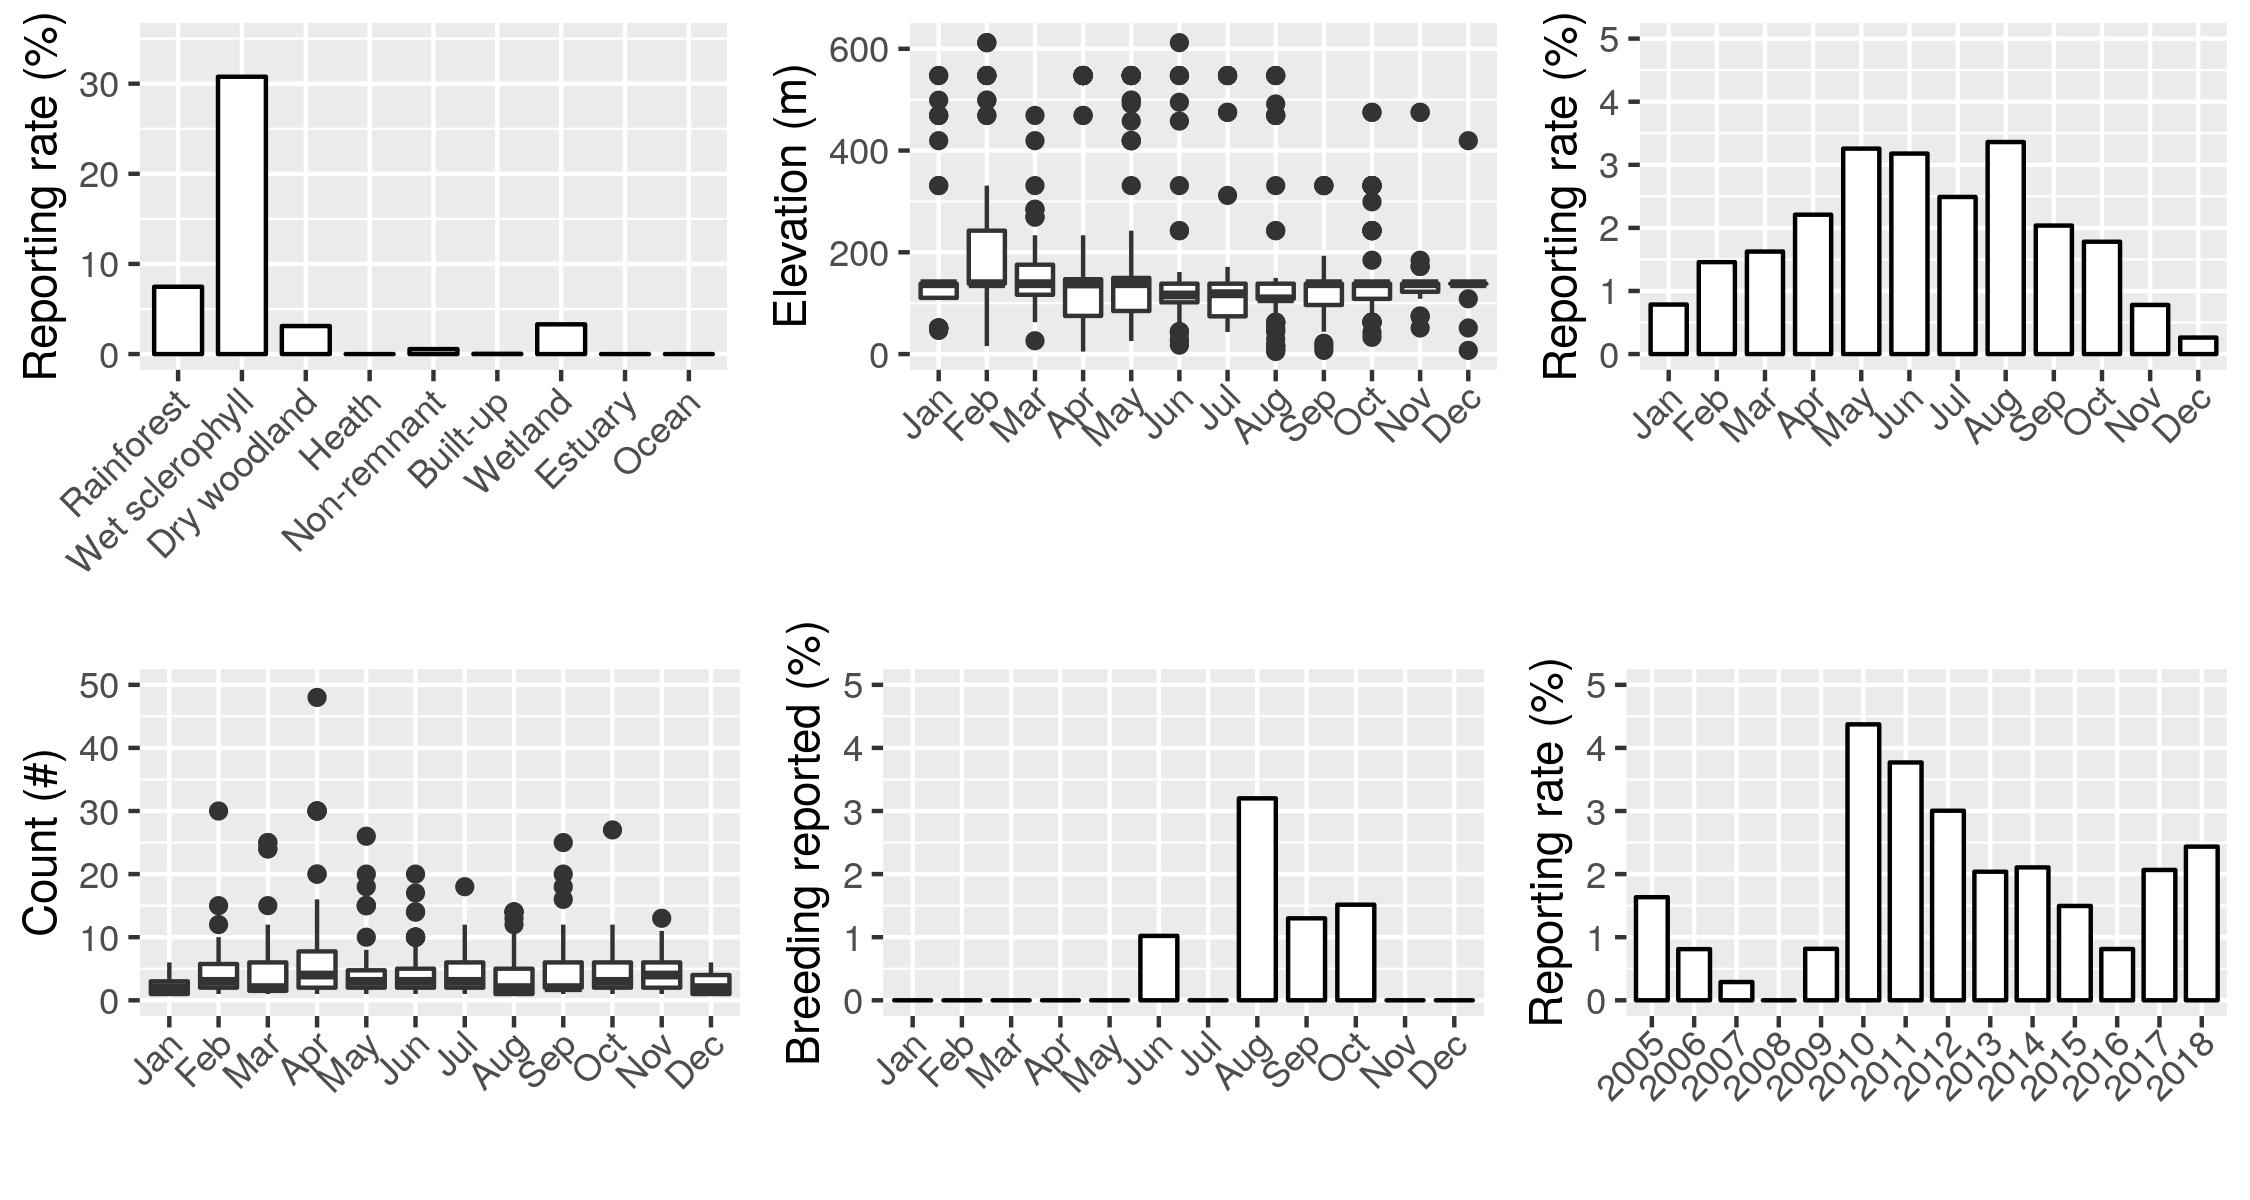 Reporting rate (%)
30
20
10
0
Rainforest
Wet sclerophyll
Dry woodland
Heath
Non-remnant
Built-up
Wetland
Estuary
Ocean
Elevation (m)
600
400
200
0
Jan
Feb
Mar
Apr
May
Jun
Jul
Aug
Sep
Oct
Nov
Dec
Reporting rate (%)
5
4
3
2
1
0
Jan
Feb
Mar
Apr
May
Jun
Jul
Aug
Sep
Oct
Nov
Dec
Count (#)
50
40
30
20
10
0
Jan
Feb
Mar
Apr
May
Jun
Jul
Aug
Sep
Oct
Nov
Dec
Breeding reported (%)
5
4
3
2
1
0
Jan
Feb
Mar
Apr
May
Jun
Jul
Aug
Sep
Oct
Nov
Dec
Reporting rate (%)
5
4
3
2
1
0
2005
2006
2007
2008
2009
2010
2011
2012
2013
2014
2015
2016
2017
2018